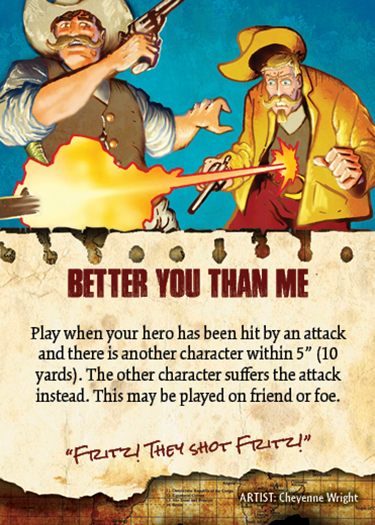 BETTER YOU THAN ME
Play when your hero has been hit by an attack
and there is another character within 5” (10
yards). The other character suffers the attack
instead. This may be played on friend or foe.
“Fritz! They shot Fritz!”
ARTIST: Cheyenne Wright